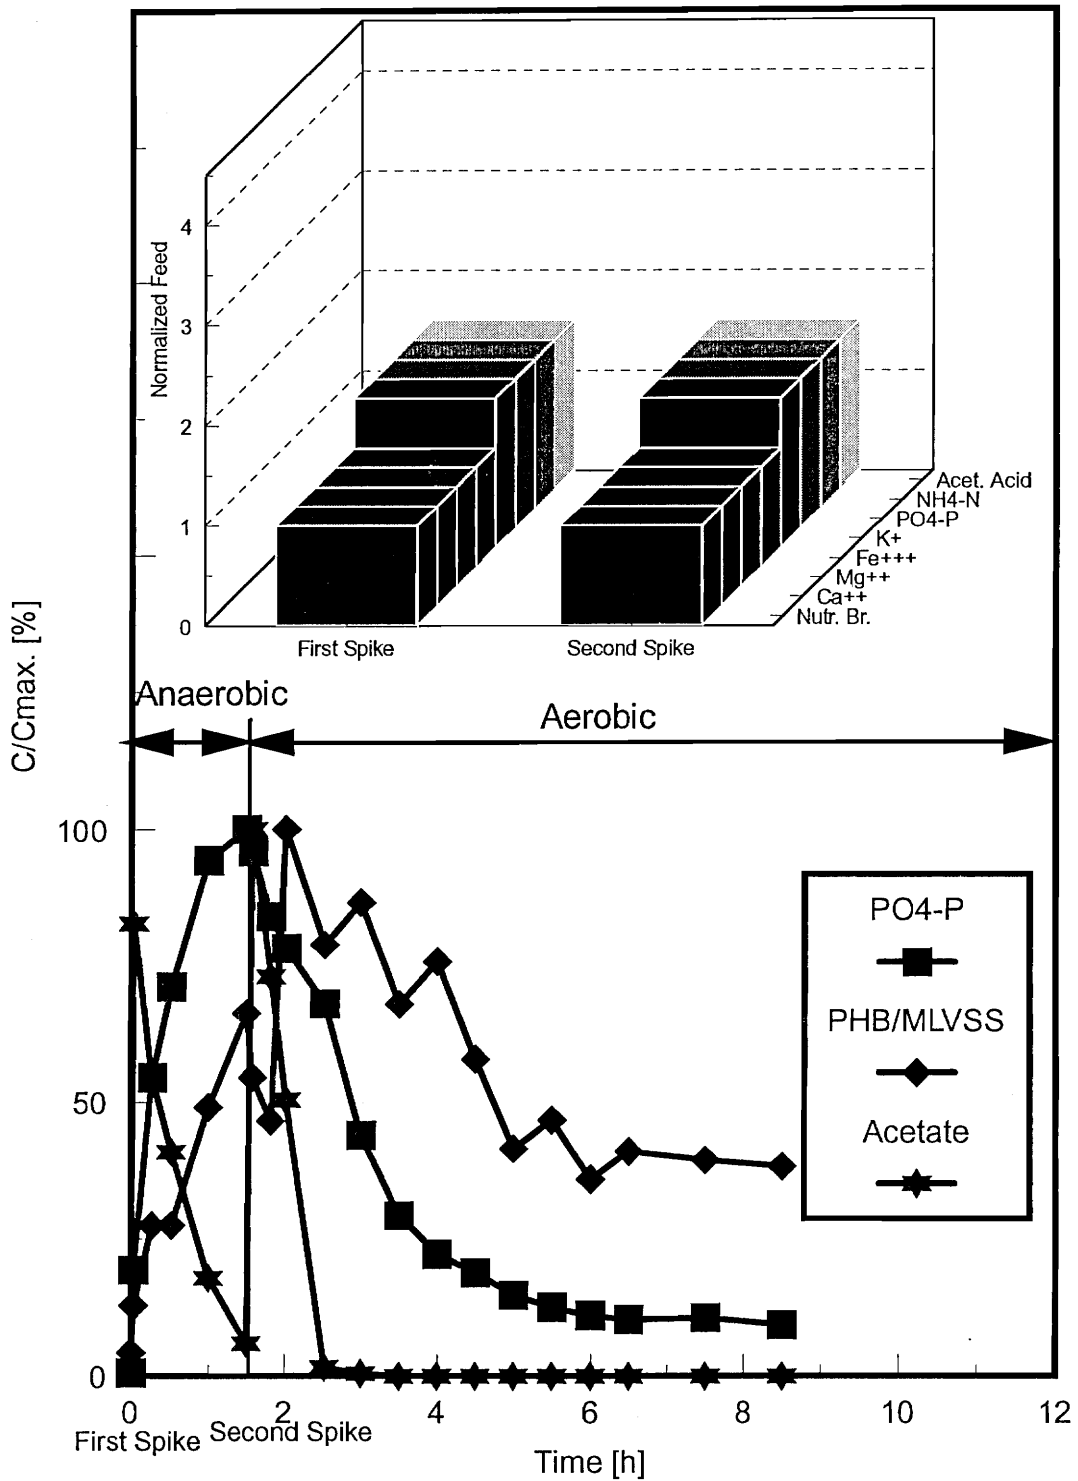 4
3
2
1
0
Normalized Feed
Acet. Acid
NH4-N
PO4-P
K+
Fe+++
Mg++
Ca++
Nutr. Br.
First Spike
Second Spike
Anaerobic
Aerobic
C/Cmax. [%]
100
50
0
PO4-P
PHB/MLVSS
Acetate
0 2 4 6 8 10 12
First Spike Second Spike
Time [h]